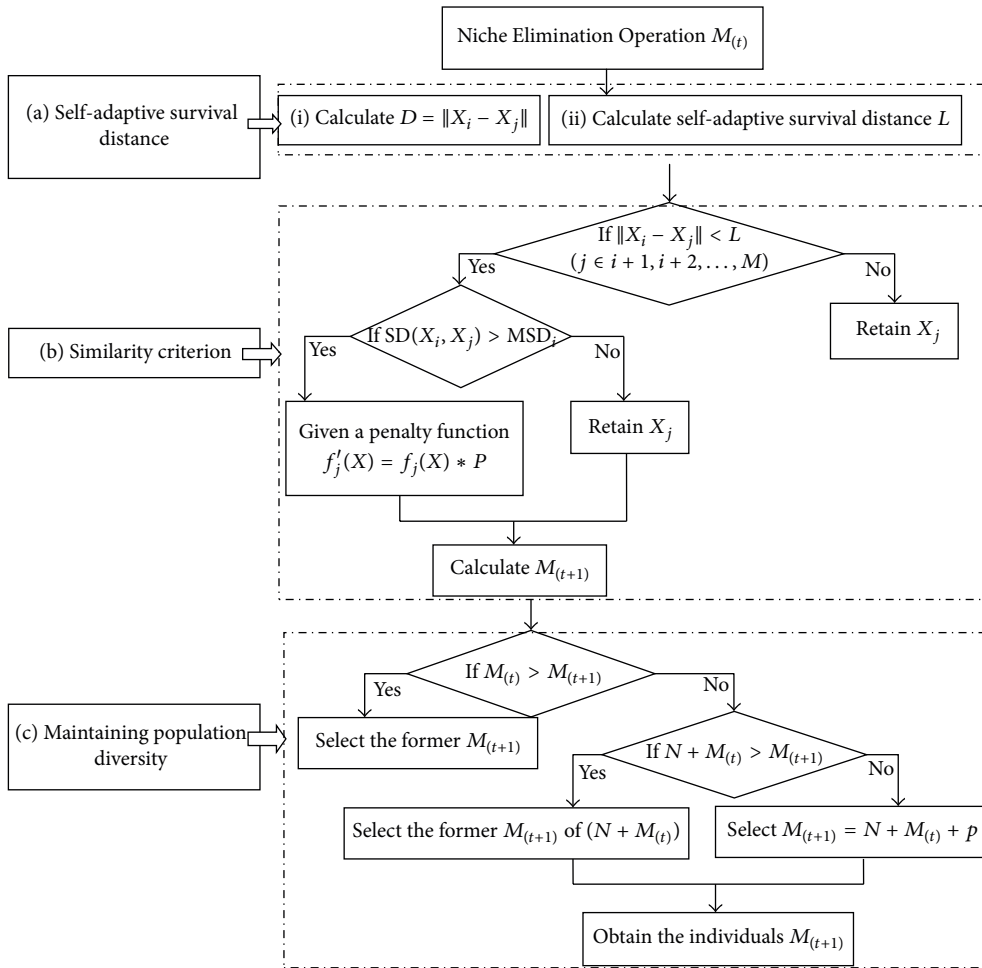 Niche Elimination Operation M(t)
(a) Self-adaptive survival
distance
(i) Calculate D = ‖Xi − Xj‖
(ii) Calculate self-adaptive survival distance L
If ‖Xi − Xj‖ < L
(j ∈ i + 1, i + 2, . . . , M)
Yes
No
Retain Xj
(b) Similarity criterion
If SD(Xi, Xj) > MSDi
Yes
No
Given a penalty function
f′j(X) = fj(X) ∗ P
Retain Xj
Calculate M(t+1)
If M(t) > M(t+1)
Yes
No
(c) Maintaining population
diversity
Select the former M(t+1)
If N + M(t) > M(t+1)
Yes
No
Select the former M(t+1) of (N + M(t))
Select M(t+1) = N + M(t) + p
Obtain the individuals M(t+1)